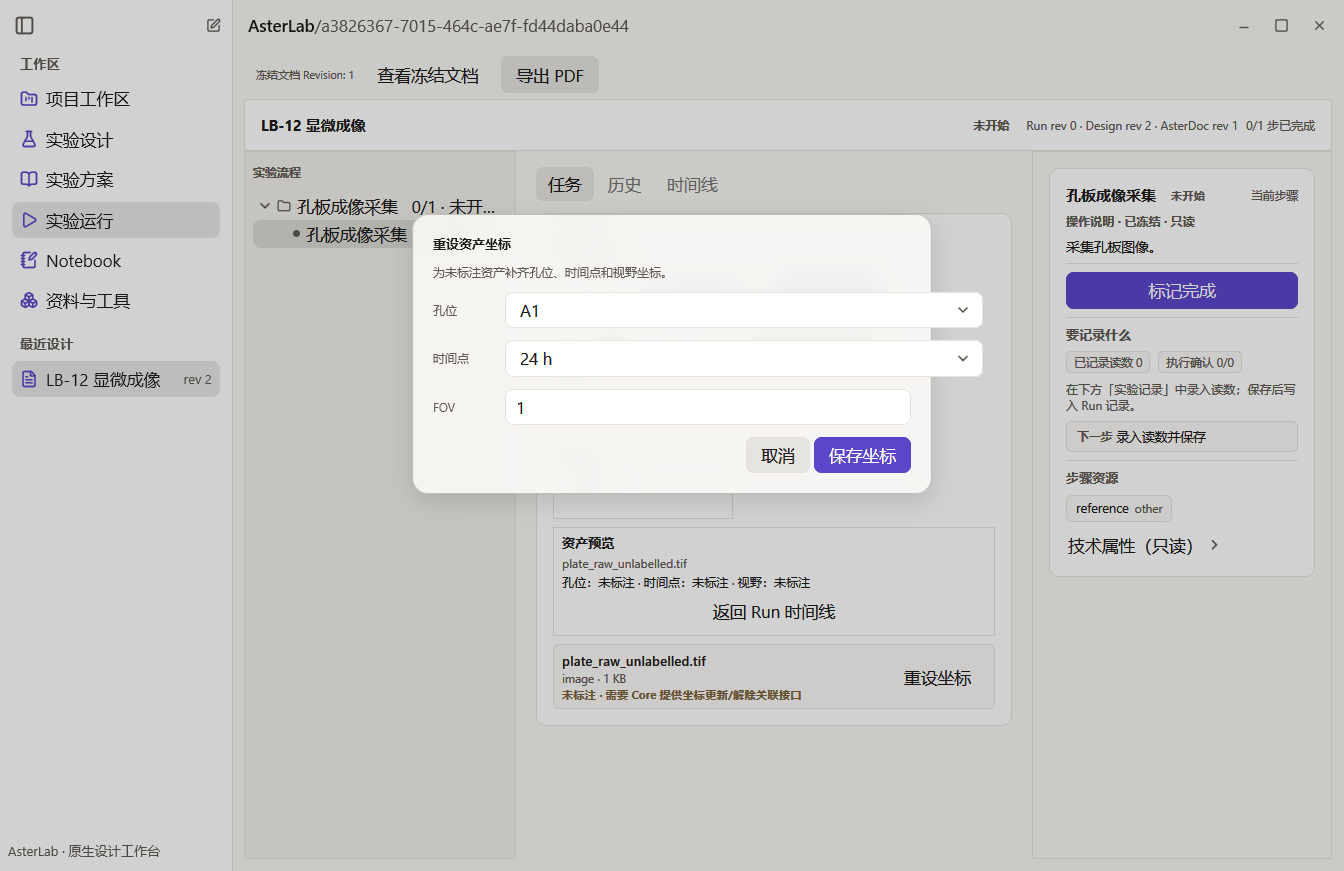 AsterLab/a3826367-7015-464c-ae7f-fd44daba0e44
工作区
项目工作区
实验设计
实验方案
实验运行
Notebook
资料与工具
最近设计
LB-12 显微成像 rev 2
AsterLab · 原生设计工作台
冻结文档 Revision: 1 查看冻结文档 导出 PDF
LB-12 显微成像 未开始 Run rev 0 · Design rev 2 · AsterDoc rev 1 0/1 步已完成
实验流程
孔板成像采集 0/1 · 未开...
孔板成像采集
任务 历史 时间线
重设资产坐标
为未标注资产补齐孔位、时间点和视野坐标。
孔位 A1
时间点 24 h
FOV 1
取消 保存坐标
资产预览
plate_raw_unlabelled.tif
孔位：未标注 · 时间点：未标注 · 视野：未标注
返回 Run 时间线
plate_raw_unlabelled.tif
image · 1 KB
未标注 · 需要 Core 提供坐标更新/解除关联接口
重设坐标
孔板成像采集 未开始 当前步骤
操作说明 · 已冻结 · 只读
采集孔板图像。
标记完成
要记录什么
已记录读数 0 执行确认 0/0
在下方「实验记录」中录入读数；保存后写
入 Run 记录。
下一步 录入读数并保存
步骤资源
reference other
技术属性（只读）